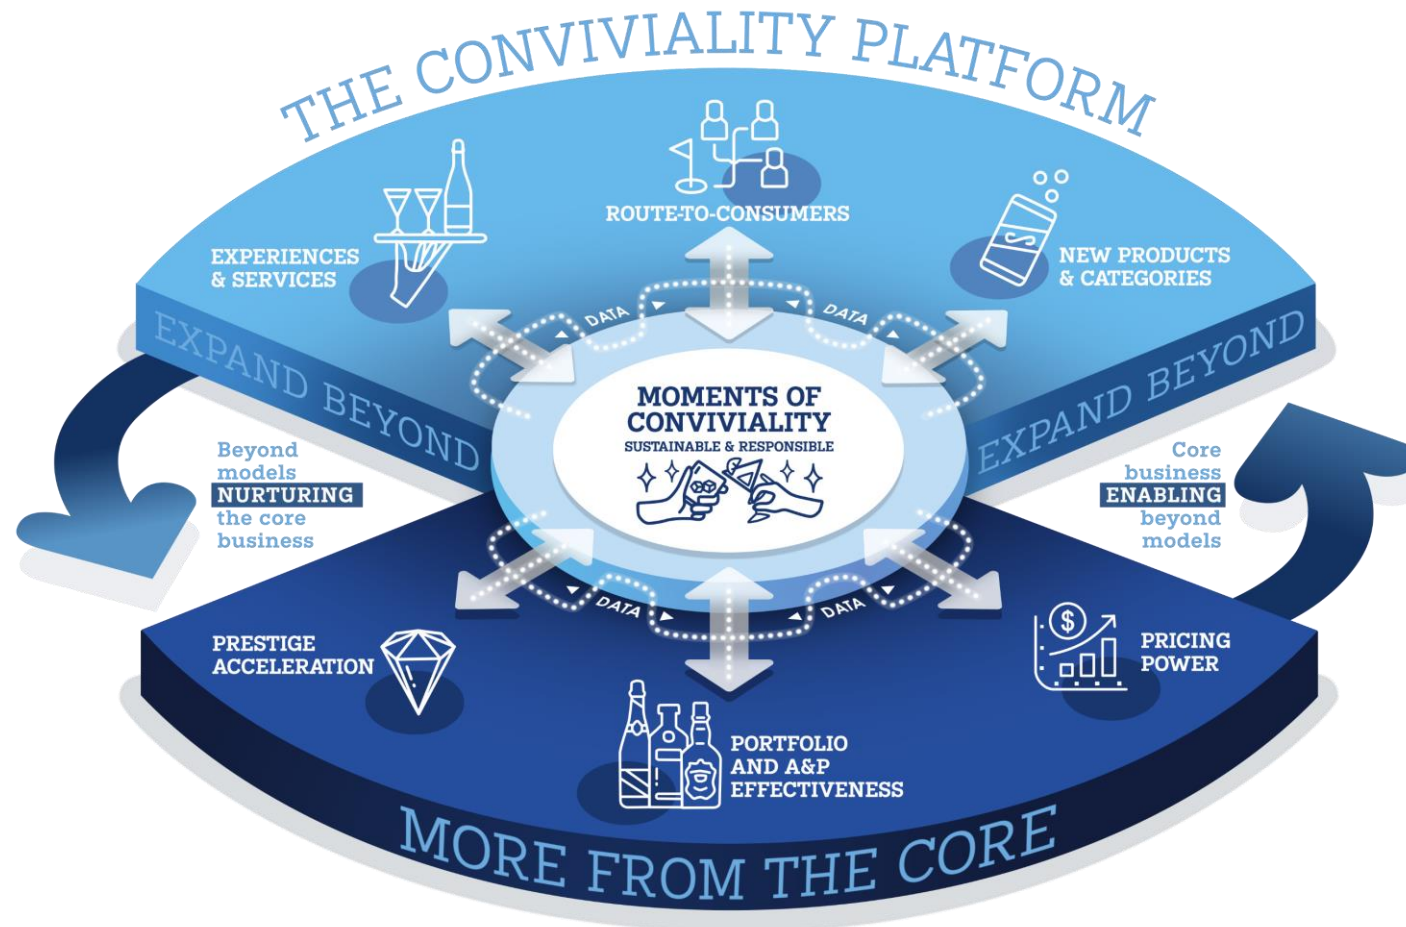 THE CONVIVIALITY PLATFORM
ROUTE-TO-CONSUMERS
EXPERIENCES
& SERVICES
NEW PRODUCTS
& CATEGORIES
DATA
DATA
EXPAND BEYOND
EXPAND BEYOND
MOMENTS OF
CONVIVIALITY
SUSTAINABLE & RESPONSIBLE
Beyond
models
NURTURING
the core
business
Core
business
ENABLING
beyond
models
DATA
DATA
PRESTIGE
ACCELERATION
PRICING
POWER
$
PORTFOLIO
AND A&P
EFFECTIVENESS
MORE FROM THE CORE